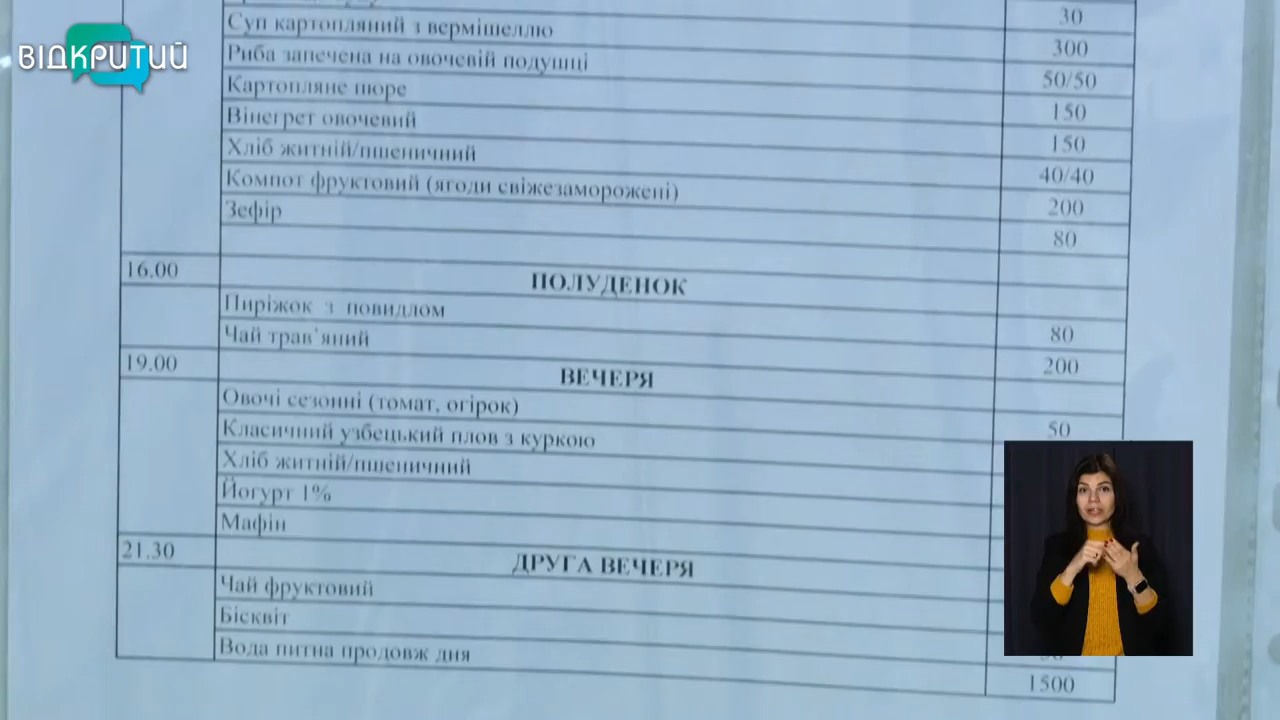 ВІДКРИТИЙ
30
Суп картопляний з вермішеллю 300
Риба запечена на овочевій подушці 50/50
Картопляне пюре 150
Вінегрет овочевий 150
Хліб житній/пшеничний 40/40
Компот фруктовий (ягоди свіжезаморожені) 200
Зефір 80
16.00 ПОЛУДЕНОК
Пиріжок з повидлом 80
Чай трав`яний 200
19.00 ВЕЧЕРЯ
Овочі сезонні (томат, огірок) 50
Класичний узбецький плов з куркою
Хліб житній/пшеничний
Йогурт 1%
Мафін
21.30 ДРУГА ВЕЧЕРЯ
Чай фруктовий
Бісквіт
Вода питна продовж дня 1500